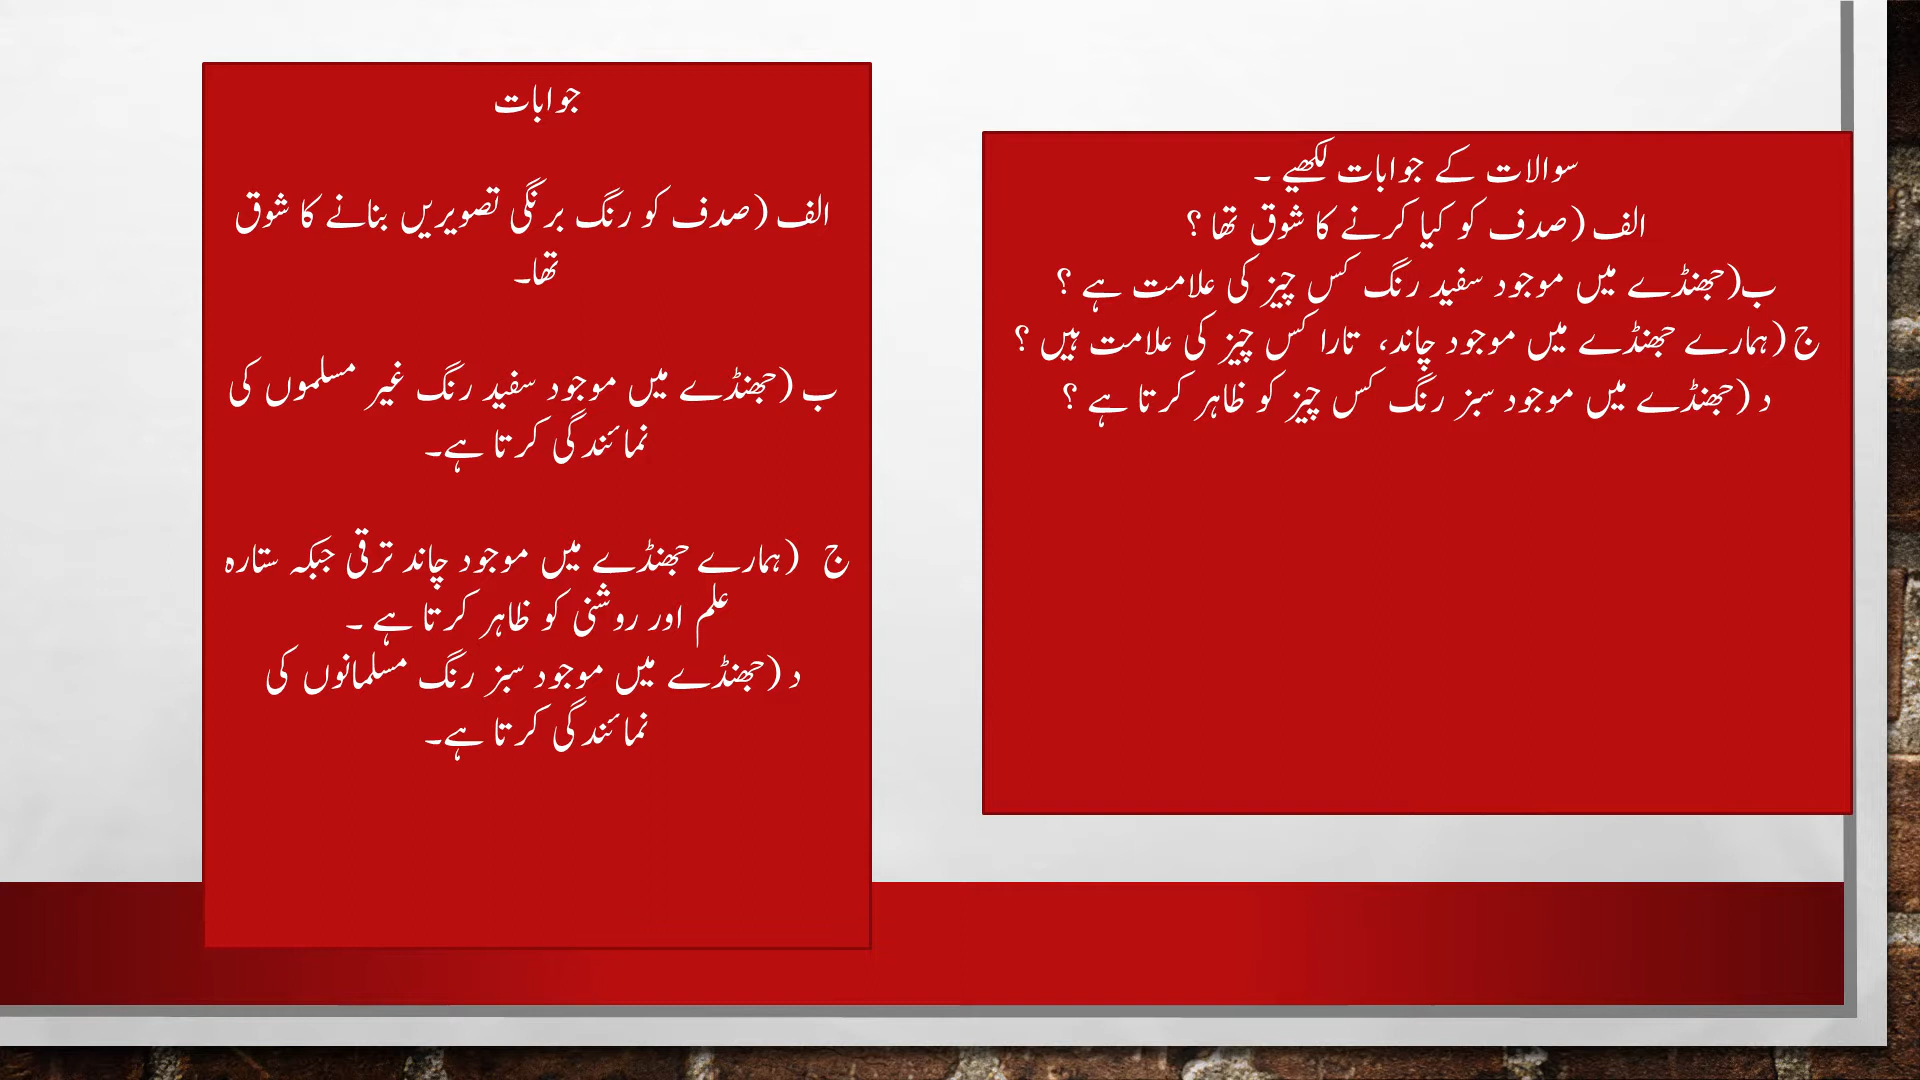 سوالات کے جوابات لکھیے ۔
الف (صدف کو کیا کرنے کا شوق تھا ؟
ب(جھنڈے میں موجود سفید رنگ کس چیز کی علامت ہے ؟
ج (ہمارے جھنڈے میں موجود چاند، تارا کس چیز کی علامت ہیں ؟
د (جھنڈے میں موجود سبز رنگ کس چیز کو ظاہر کرتا ہے ؟
جوابات
الف (صدف کو رنگ برنگی تصویریں بنانے کا شوق
تھا۔
ب (جھنڈے میں موجود سفید رنگ غیر مسلموں کی
نمائندگی کرتا ہے۔
ج (ہمارے جھنڈے میں موجود چاند ترقی جبکہ ستارہ
علم اور روشنی کو ظاہر کرتا ہے ۔
د (جھنڈے میں موجود سبز رنگ مسلمانوں کی
نمائندگی کرتا ہے۔